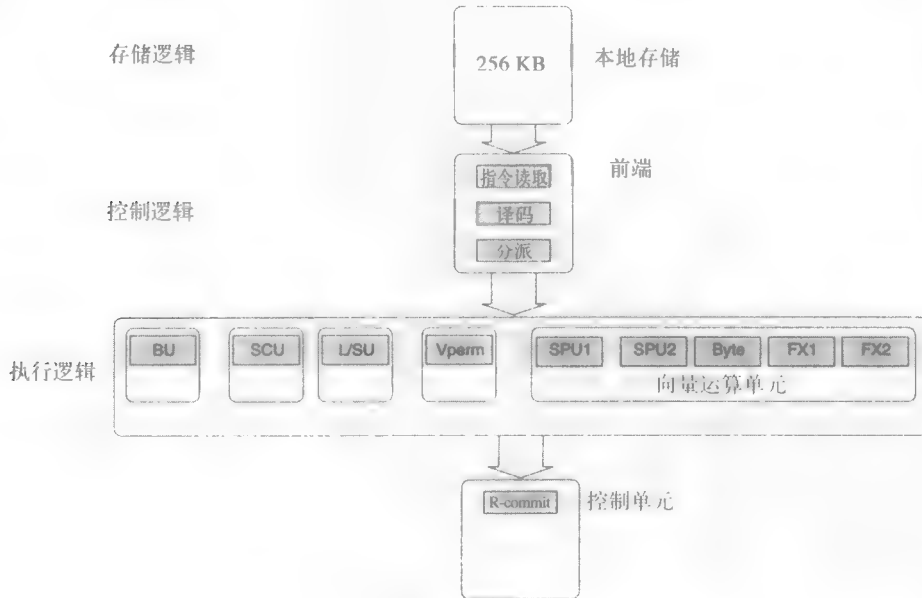 存储逻辑
256 KB
本地存储
前端
指令读取
控制逻辑
译码
分派
执行逻辑
BU
SCU
L/SU
Vperm
SPU1
SPU2
Byte
FX1
FX2
向量运算单元
R-commit
控制单元